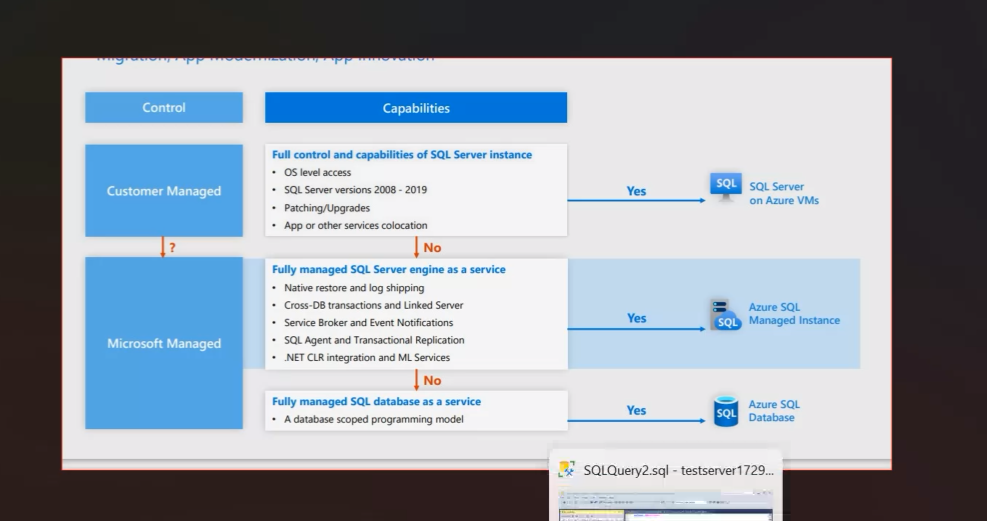 Migration, App Modernization, App Innovation
Control
Capabilities
Customer Managed
Full control and capabilities of SQL Server instance
• OS level access
• SQL Server versions 2008 - 2019
• Patching/Upgrades
• App or other services colocation
Yes
SQL
SQL Server
on Azure VMs
?
No
Microsoft Managed
Fully managed SQL Server engine as a service
• Native restore and log shipping
• Cross-DB transactions and Linked Server
• Service Broker and Event Notifications
• SQL Agent and Transactional Replication
• .NET CLR integration and ML Services
Yes
SQL
Azure SQL
Managed Instance
No
Fully managed SQL database as a service
• A database scoped programming model
Yes
SQL
Azure SQL
Database
SQLQuery2.sql - testserver1729...